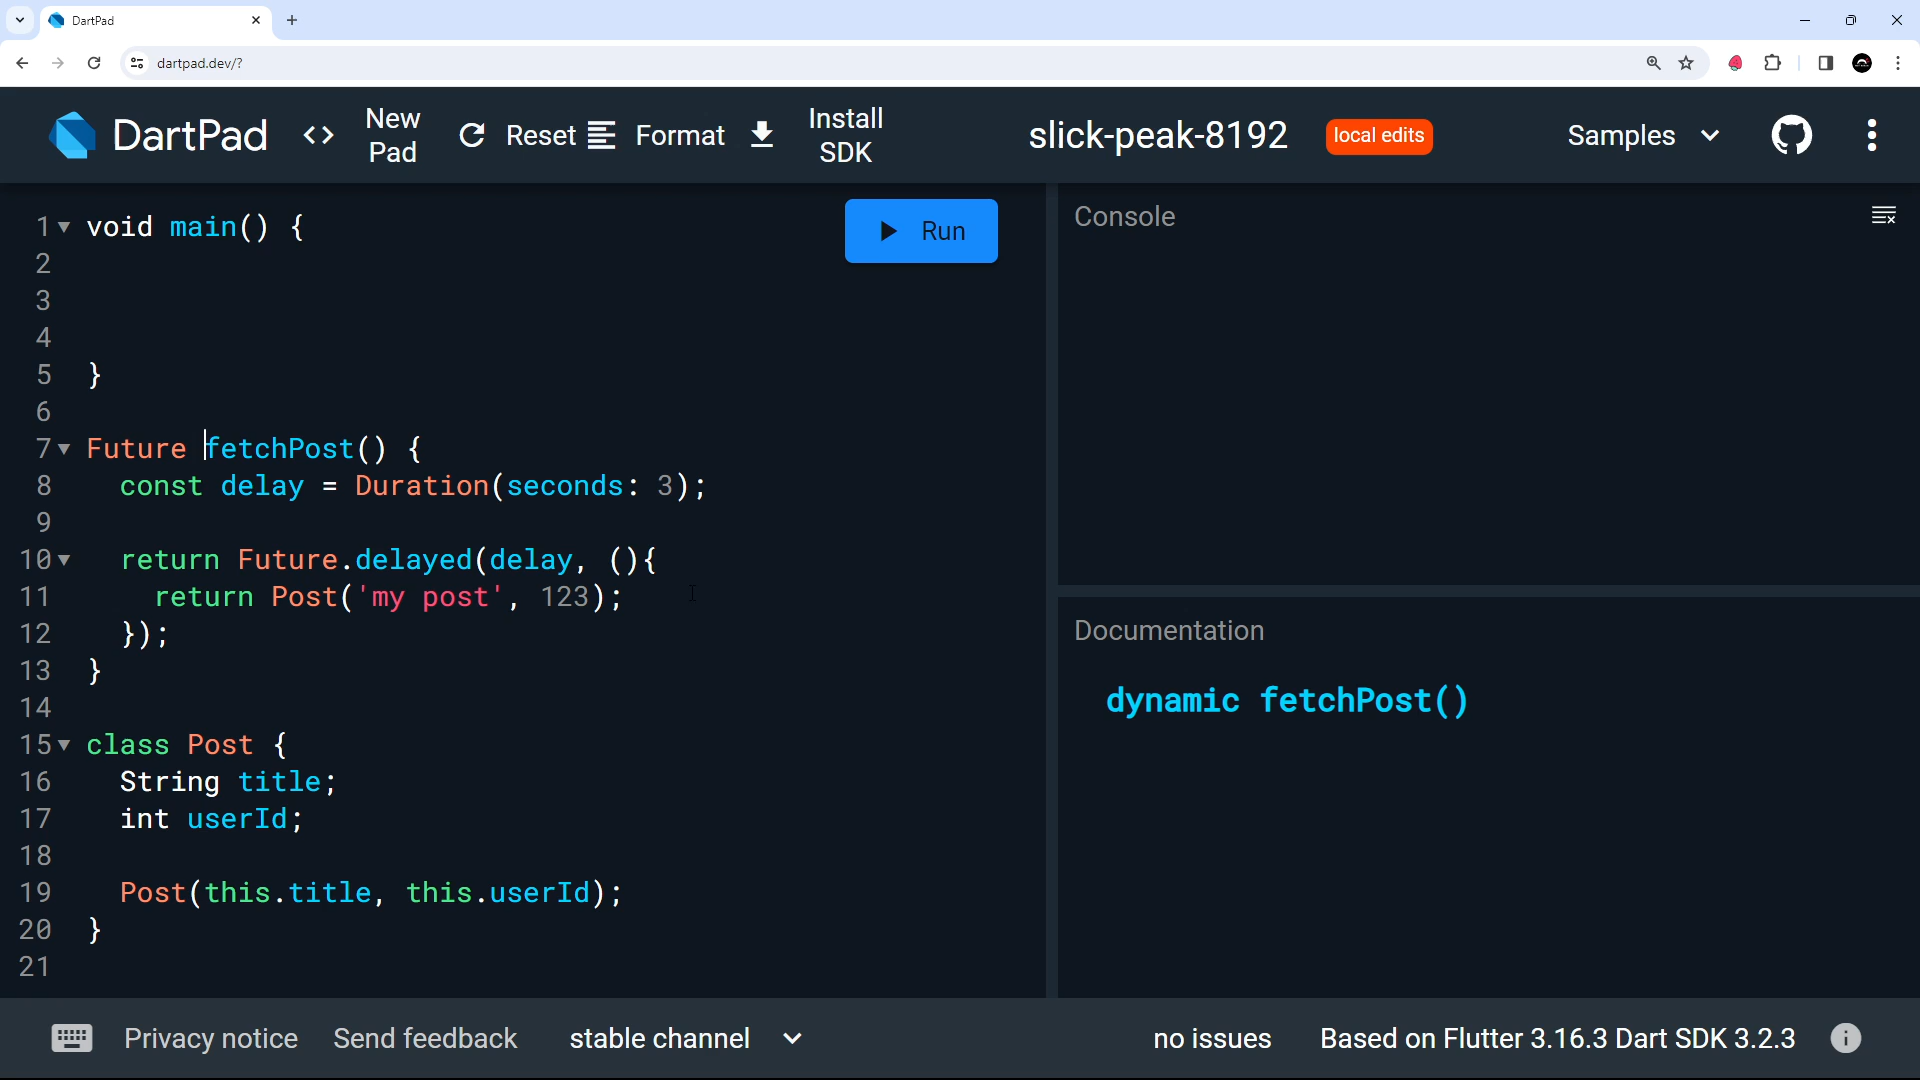 DartPad
dartpad.dev/?
DartPad
New Pad
Reset
Format
Install SDK
slick-peak-8192
local edits
Samples
1 void main() {
2
3
4
5 }
6
7 Future fetchPost() {
8 const delay = Duration(seconds: 3);
9
10 return Future.delayed(delay, (){
11 return Post('my post', 123);
12 });
13 }
14
15 class Post {
16 String title;
17 int userId;
18
19 Post(this.title, this.userId);
20 }
21
Run
Console
Documentation
dynamic fetchPost()
Privacy notice
Send feedback
stable channel
no issues
Based on Flutter 3.16.3 Dart SDK 3.2.3